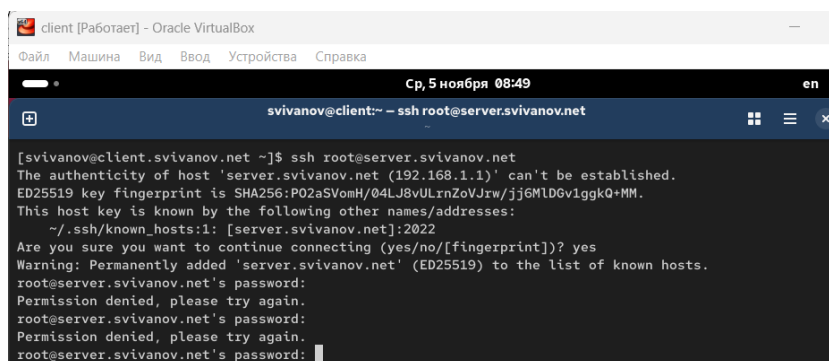 client [Работает] - Oracle VirtualBox
Файл Машина Вид Ввод Устройства Справка
Ср, 5 ноября 08:49 en
svivanov@client:~ — ssh root@server.svivanov.net
[svivanov@client.svivanov.net ~]$ ssh root@server.svivanov.net
The authenticity of host 'server.svivanov.net (192.168.1.1)' can't be established.
ED25519 key fingerprint is SHA256:PO2aSVomH/04LJ8vULrnZoVJrw/jj6MlDGv1ggkQ+MM.
This host key is known by the following other names/addresses:
    ~/.ssh/known_hosts:1: [server.svivanov.net]:2022
Are you sure you want to continue connecting (yes/no/[fingerprint])? yes
Warning: Permanently added 'server.svivanov.net' (ED25519) to the list of known hosts.
root@server.svivanov.net's password:
Permission denied, please try again.
root@server.svivanov.net's password:
Permission denied, please try again.
root@server.svivanov.net's password: